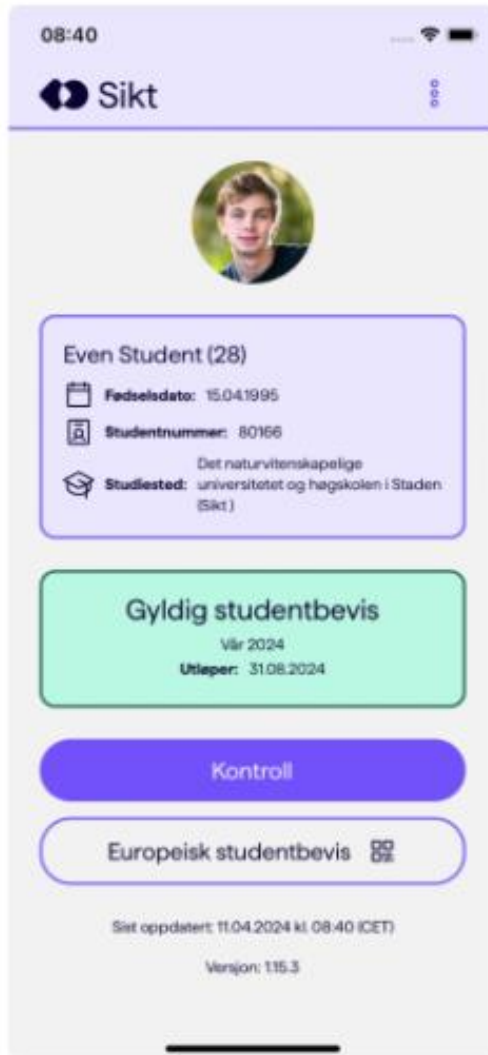 08:40
Sikt
Even Student (28)
Fødselsdato: 15.04.1995
Studentnummer: 80166
Studiested: Det naturvitenskapelige
universitetet og høgskolen i Staden
(Sikt )
Gyldig studentbevis
Vår 2024
Utløper: 31.08.2024
Kontroll
Europeisk studentbevis
Sist oppdatert: 11.04.2024 kl. 08:40 (CET)
Versjon: 1.15.3